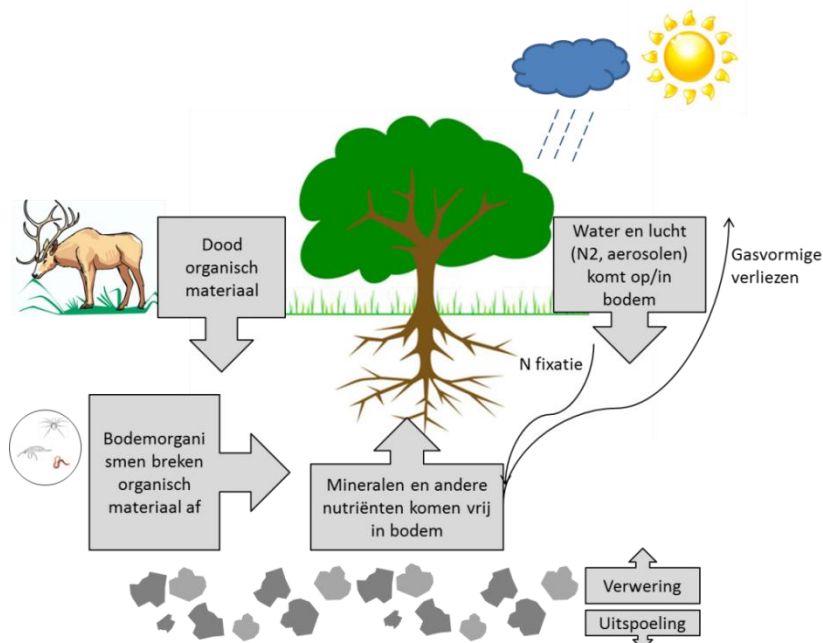 Dood
organisch
materiaal
Water en lucht
(N2, aerosolen)
komt op/in
bodem
Gasvormige
verliezen
N fixatie
Bodemorgani
smen breken
organisch
materiaal af
Mineralen en andere
nutriënten komen vrij
in bodem
Verwering
Uitspoeling